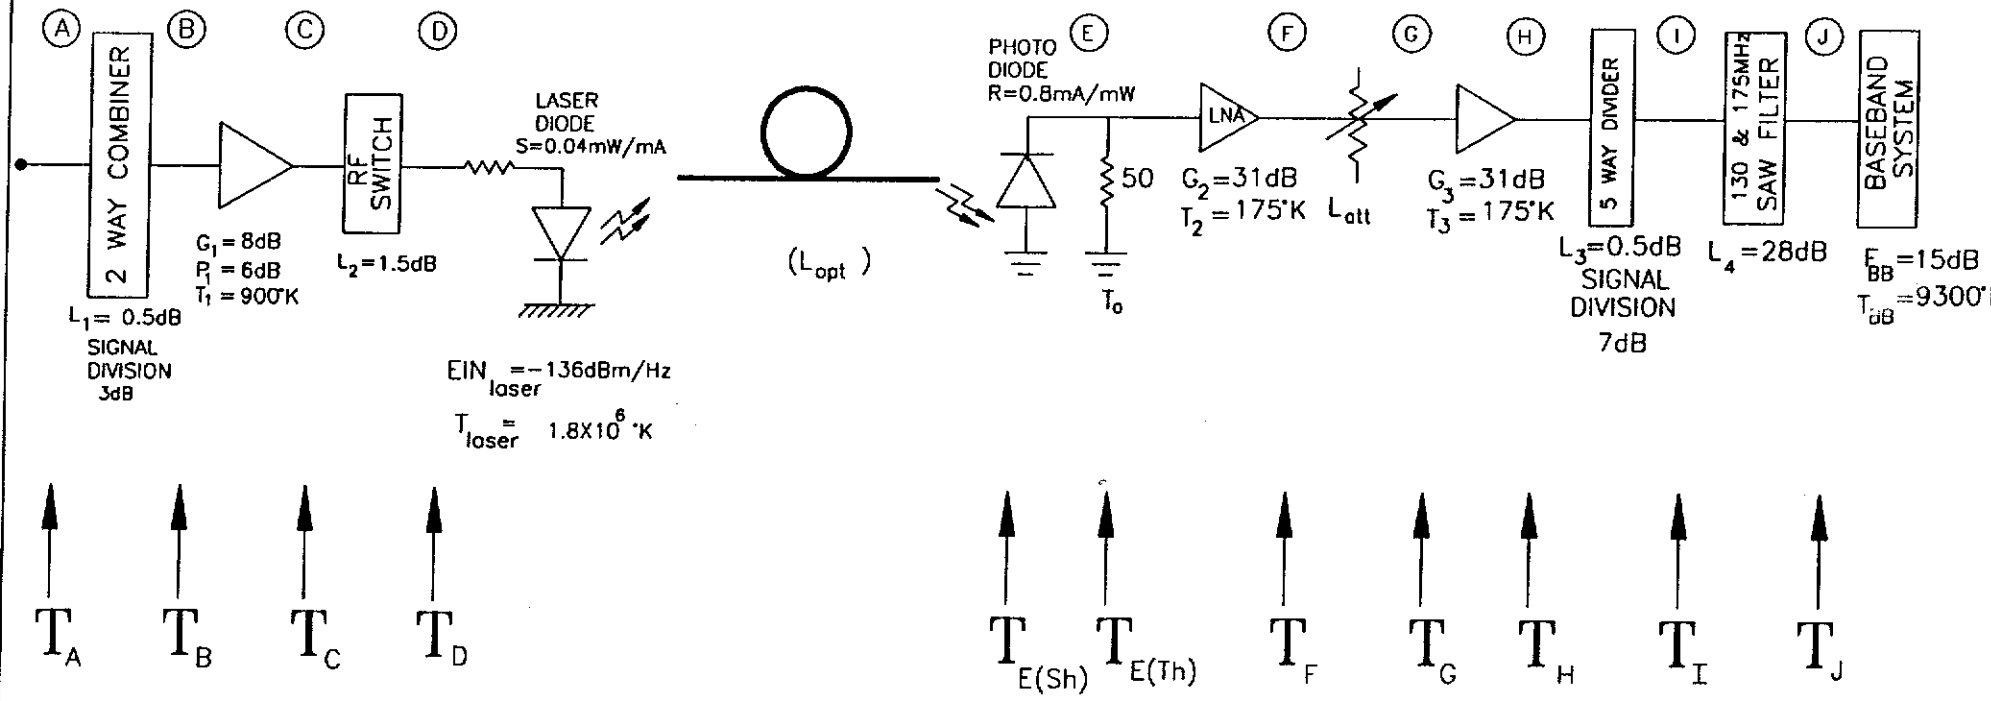 A
B
C
D
E
F
G
H
I
J
2 WAY COMBINER
L1= 0.5dB
SIGNAL
DIVISION
3dB
G1= 8dB
P1= 6dB
T1= 900°K
RF
SWITCH
L2=1.5dB
LASER
DIODE
S=0.04mW/mA
EINlaser=-136dBm/Hz
Tlaser= 1.8X10^6 °K
(Lopt )
PHOTO
DIODE
R=0.8mA/mW
50
To
LNA
G2=31dB
T2=175°K
Latt
G3=31dB
T3=175°K
5 WAY DIVIDER
L3=0.5dB
SIGNAL
DIVISION
7dB
130 & 175MHz
SAW FILTER
L4=28dB
BASEBAND
SYSTEM
FBB=15dB
TBB=9300°
TA
TB
TC
TD
TE(Sh)
TE(Th)
TF
TG
TH
TI
TJ